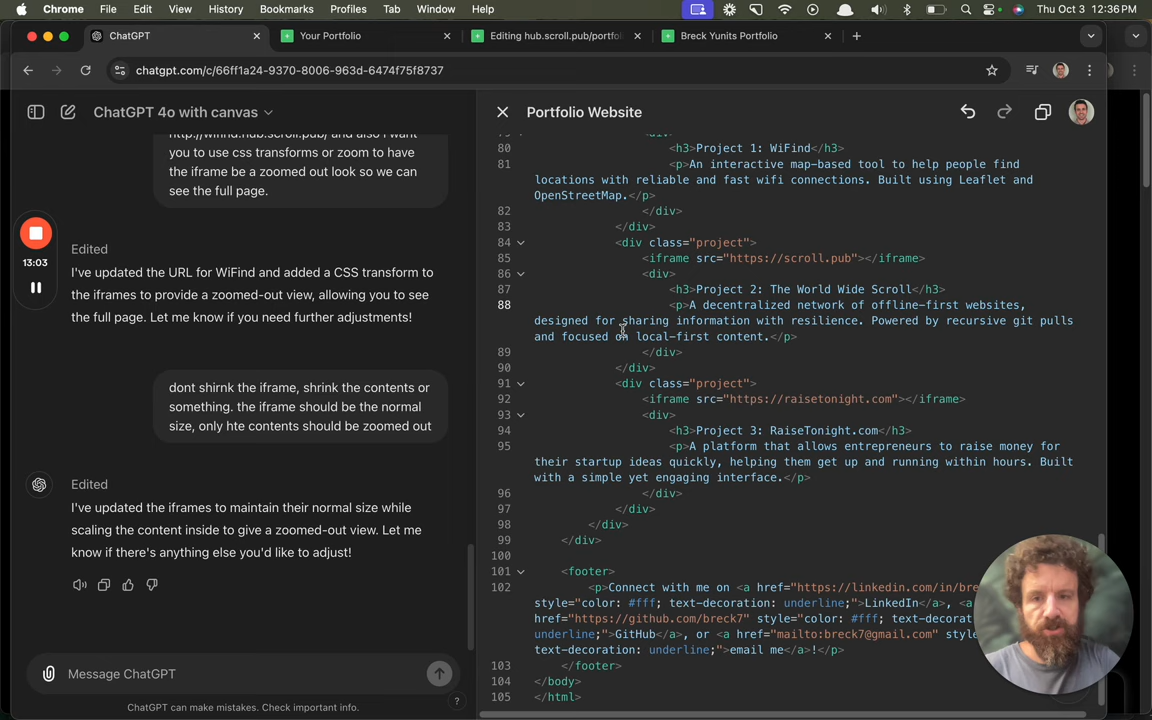 Chrome File Edit View History Bookmarks Profiles Tab Window Help Thu Oct 3 12:36 PM
ChatGPT Your Portfolio Editing hub.scroll.pub/portfo Breck Yunits Portfolio
chatgpt.com/c/66ff1a24-9370-8006-963d-6474f75f8737
ChatGPT 4o with canvas
http://wifind.hub.scroll.pub/ and also i want
you to use css transforms or zoom to have
the iframe be a zoomed out look so we can
see the full page.
13:03
Edited
I've updated the URL for WiFind and added a CSS transform to
the iframes to provide a zoomed-out view, allowing you to
see the full page. Let me know if you need further adjustments!
dont shirnk the iframe, shrink the contents or
something. the iframe should be the normal
size, only hte contents should be zoomed out
Edited
I've updated the iframes to maintain their normal size while
scaling the content inside to give a zoomed-out view. Let me
know if there's anything else you'd like to adjust!
Message ChatGPT
ChatGPT can make mistakes. Check important info.
?
Portfolio Website
79 <div>
80 <h3>Project 1: WiFind</h3>
81 <p>An interactive map-based tool to help people find
locations with reliable and fast wifi connections. Built using Leaflet and
OpenStreetMap.</p>
82 </div>
83 </div>
84 <div class="project">
85 <iframe src="https://scroll.pub"></iframe>
86 <div>
87 <h3>Project 2: The World Wide Scroll</h3>
88 <p>A decentralized network of offline-first websites,
designed for sharing information with resilience. Powered by recursive git pulls
and focused on local-first content.</p>
89 </div>
90 </div>
91 <div class="project">
92 <iframe src="https://raisetonight.com"></iframe>
93 <div>
94 <h3>Project 3: RaiseTonight.com</h3>
95 <p>A platform that allows entrepreneurs to raise money for
their startup ideas quickly, helping them get up and running within hours. Built
with a simple yet engaging interface.</p>
96 </div>
97 </div>
98 </div>
99 </div>
100
101 <footer>
102 <p>Connect with me on <a href="https://linkedin.com/in/bre
style="color: #fff; text-decoration: underline;">LinkedIn</a>, <a
href="https://github.com/breck7" style="color: #fff; text-decorat
underline;">GitHub</a>, or <a href="mailto:breck7@gmail.com" style
text-decoration: underline;">email me</a>!</p>
103 </footer>
104 </body>
105 </html>